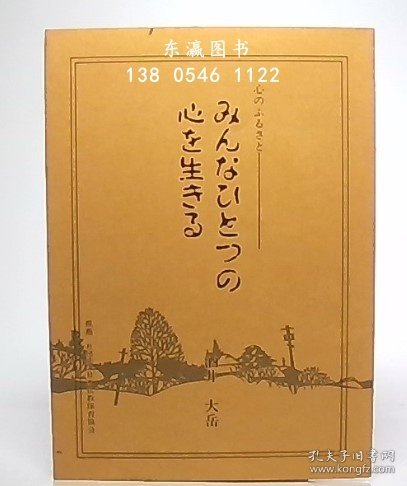 东瀛图书
138 0546 1122
心のふるさと
みんなひとつの
心を生きる
大岳
孔夫子旧书网
kongfz.com